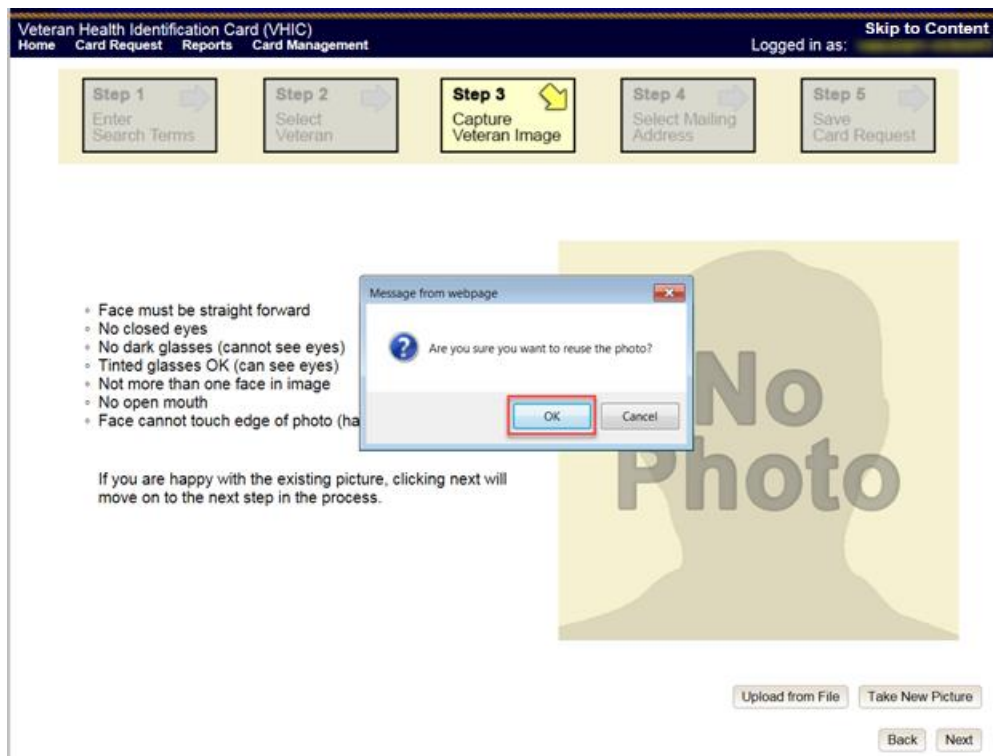 Veteran Health Identification Card (VHIC)
Skip to Content
Home Card Request Reports Card Management
Logged in as:
Step 1
Enter
Search Terms
Step 2
Select
Veteran
Step 3
Capture
Veteran Image
Step 4
Select Mailing
Address
Step 5
Save
Card Request
Face must be straight forward
No closed eyes
No dark glasses (cannot see eyes)
Tinted glasses OK (can see eyes)
Not more than one face in image
No open mouth
Face cannot touch edge of photo (ha
If you are happy with the existing picture, clicking next will
move on to the next step in the process.
Message from webpage
Are you sure you want to reuse the photo?
OK Cancel
No
Photo
Upload from File Take New Picture
Back Next